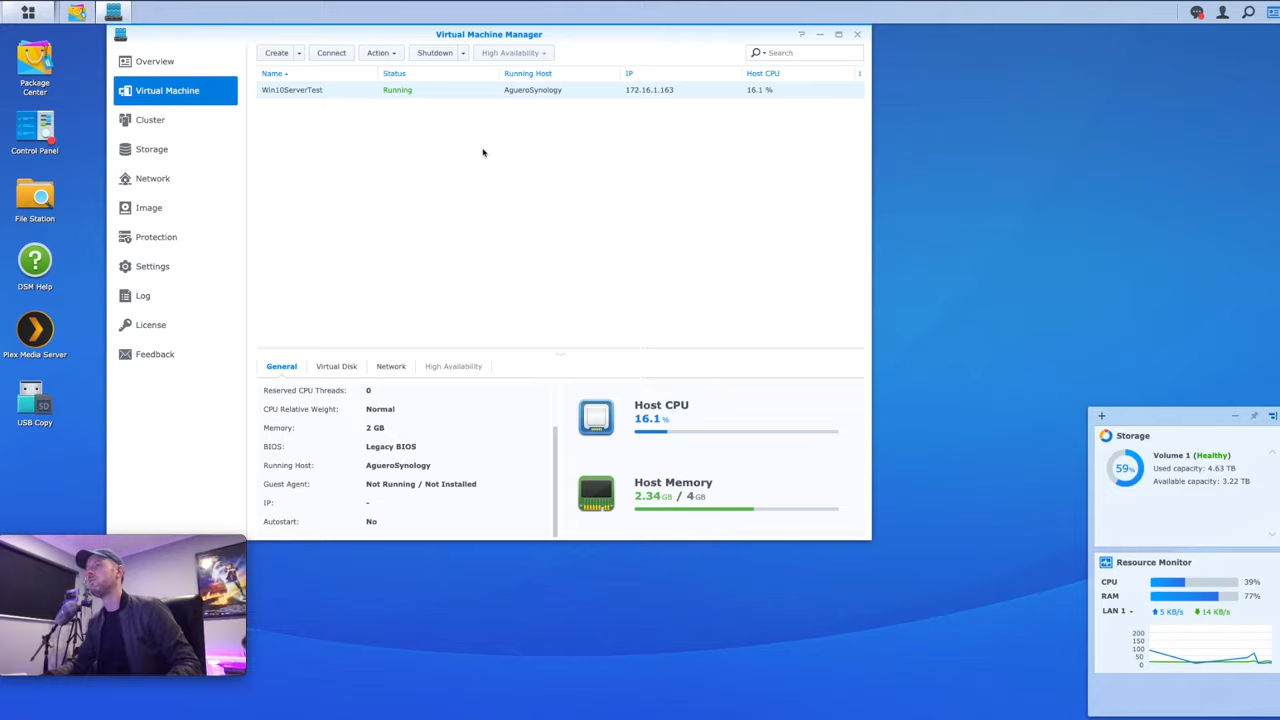 Virtual Machine Manager
Package
Center
Control Panel
File Station
DSM Help
Plex Media Server
SD
USB Copy
Overview
Virtual Machine
Cluster
Storage
Network
Image
Protection
Settings
Log
License
Feedback
Create
Connect
Action
Shutdown
High Availability
Search
Name
Status
Running Host
IP
Host CPU
Win10ServerTest
Running
AgueroSynology
172.16.1.163
16.1 %
General
Virtual Disk
Network
High Availability
Reserved CPU Threads: 0
CPU Relative Weight: Normal
Memory: 2 GB
BIOS: Legacy BIOS
Running Host: AgueroSynology
Guest Agent: Not Running / Not Installed
IP: -
Autostart: No
Host CPU
16.1 %
Host Memory
2.34 GB / 4 GB
Storage
59%
Volume 1 (Healthy)
Used capacity: 4.63 TB
Available capacity: 3.22 TB
Resource Monitor
CPU 39%
RAM 77%
LAN 1 5 KB/s 14 KB/s
200
150
100
50
0